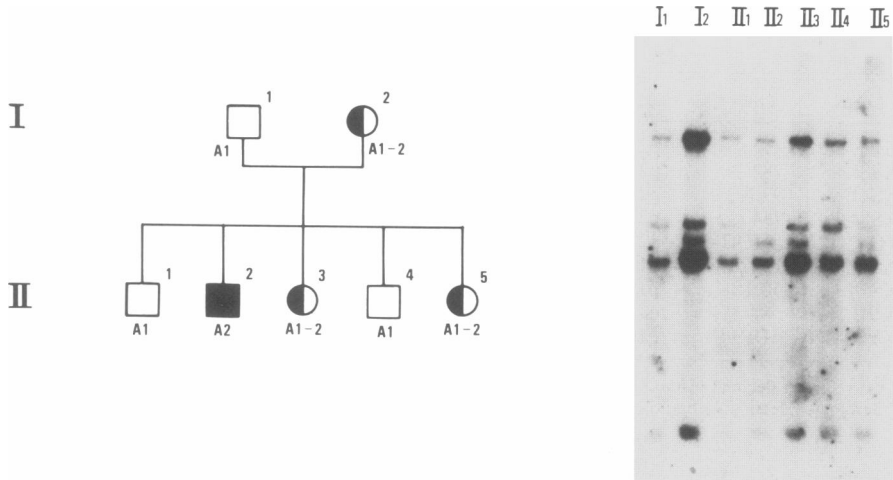 I₁ I₂ II₁ II₂ II₃ II₄ II₅
I 1 2
A1 A1-2
II 1 2 3 4 5
A1 A2 A1-2 A1 A1-2